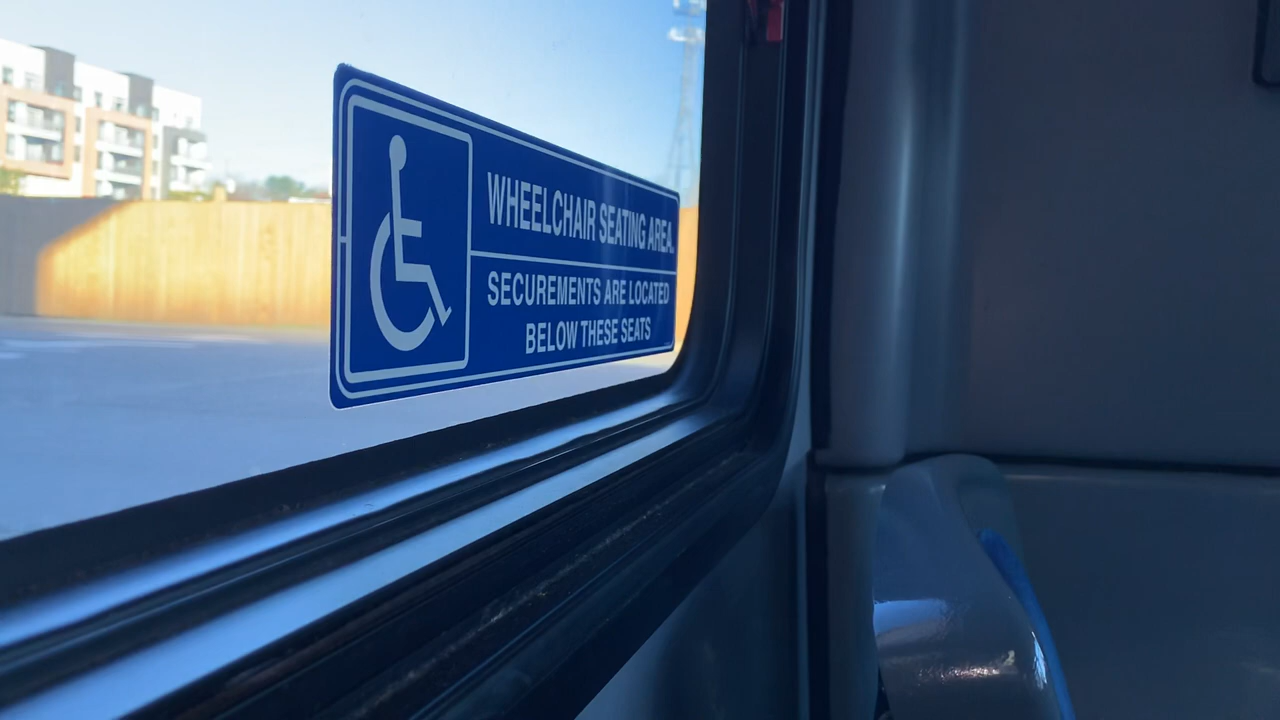 WHEELCHAIR SEATING AREA.
SECUREMENTS ARE LOCATED
BELOW THESE SEATS